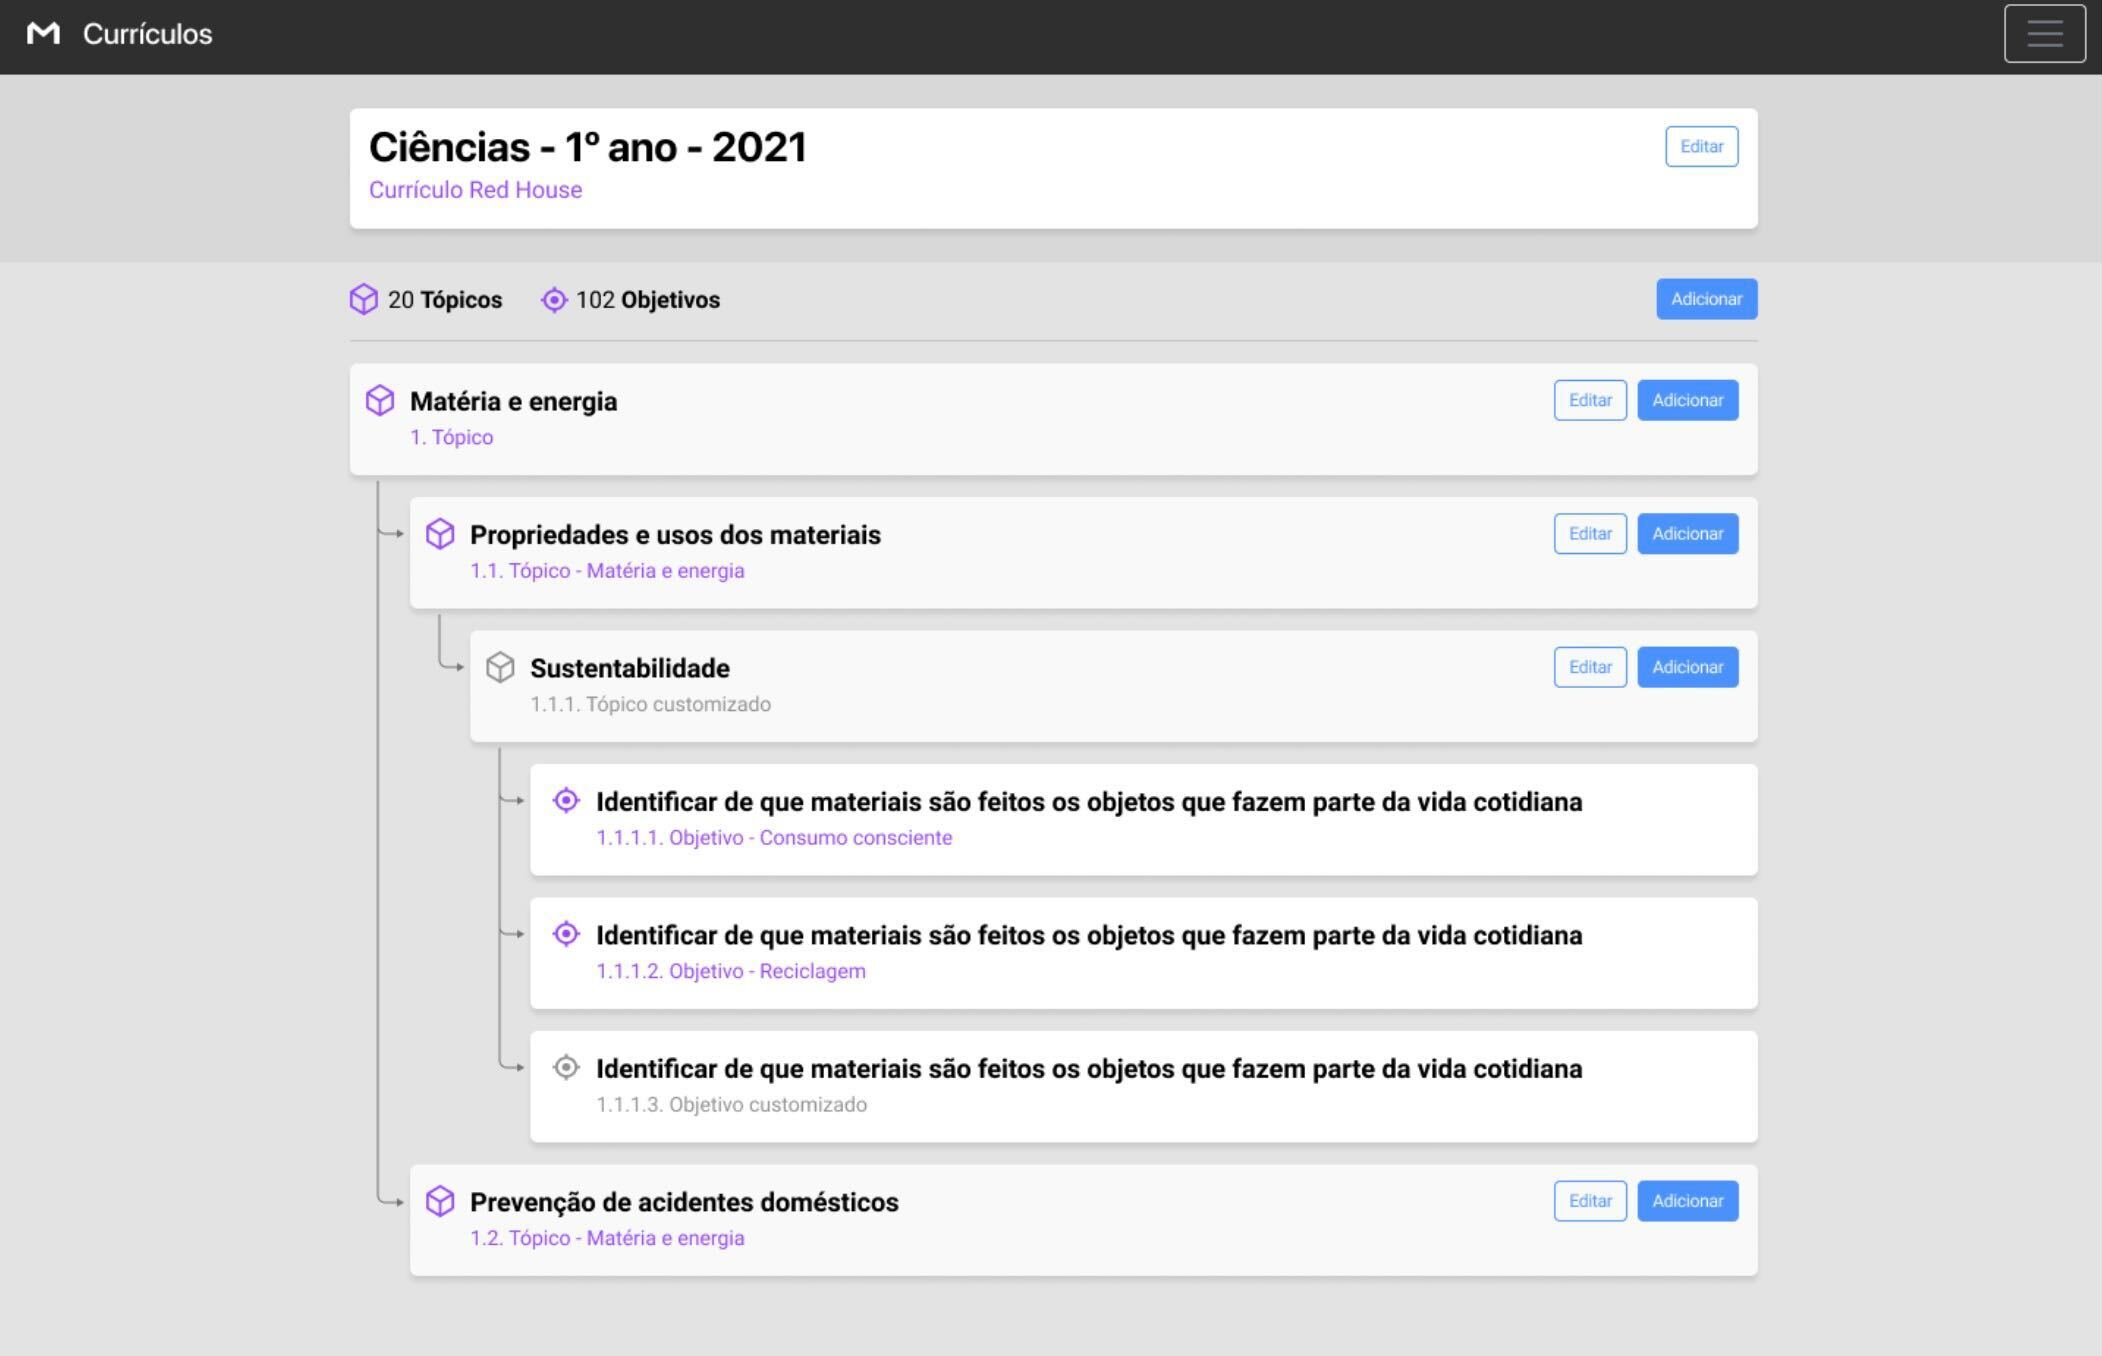 Currículos
Ciências - 1º ano - 2021
Editar
Currículo Red House
20 Tópicos
102 Objetivos
Adicionar
Matéria e energia
Editar
Adicionar
1. Tópico
Propriedades e usos dos materiais
Editar
Adicionar
1.1. Tópico - Matéria e energia
Sustentabilidade
Editar
Adicionar
1.1.1. Tópico customizado
Identificar de que materiais são feitos os objetos que fazem parte da vida cotidiana
1.1.1.1. Objetivo - Consumo consciente
Identificar de que materiais são feitos os objetos que fazem parte da vida cotidiana
1.1.1.2. Objetivo - Reciclagem
Identificar de que materiais são feitos os objetos que fazem parte da vida cotidiana
1.1.1.3. Objetivo customizado
Prevenção de acidentes domésticos
Editar
Adicionar
1.2. Tópico - Matéria e energia